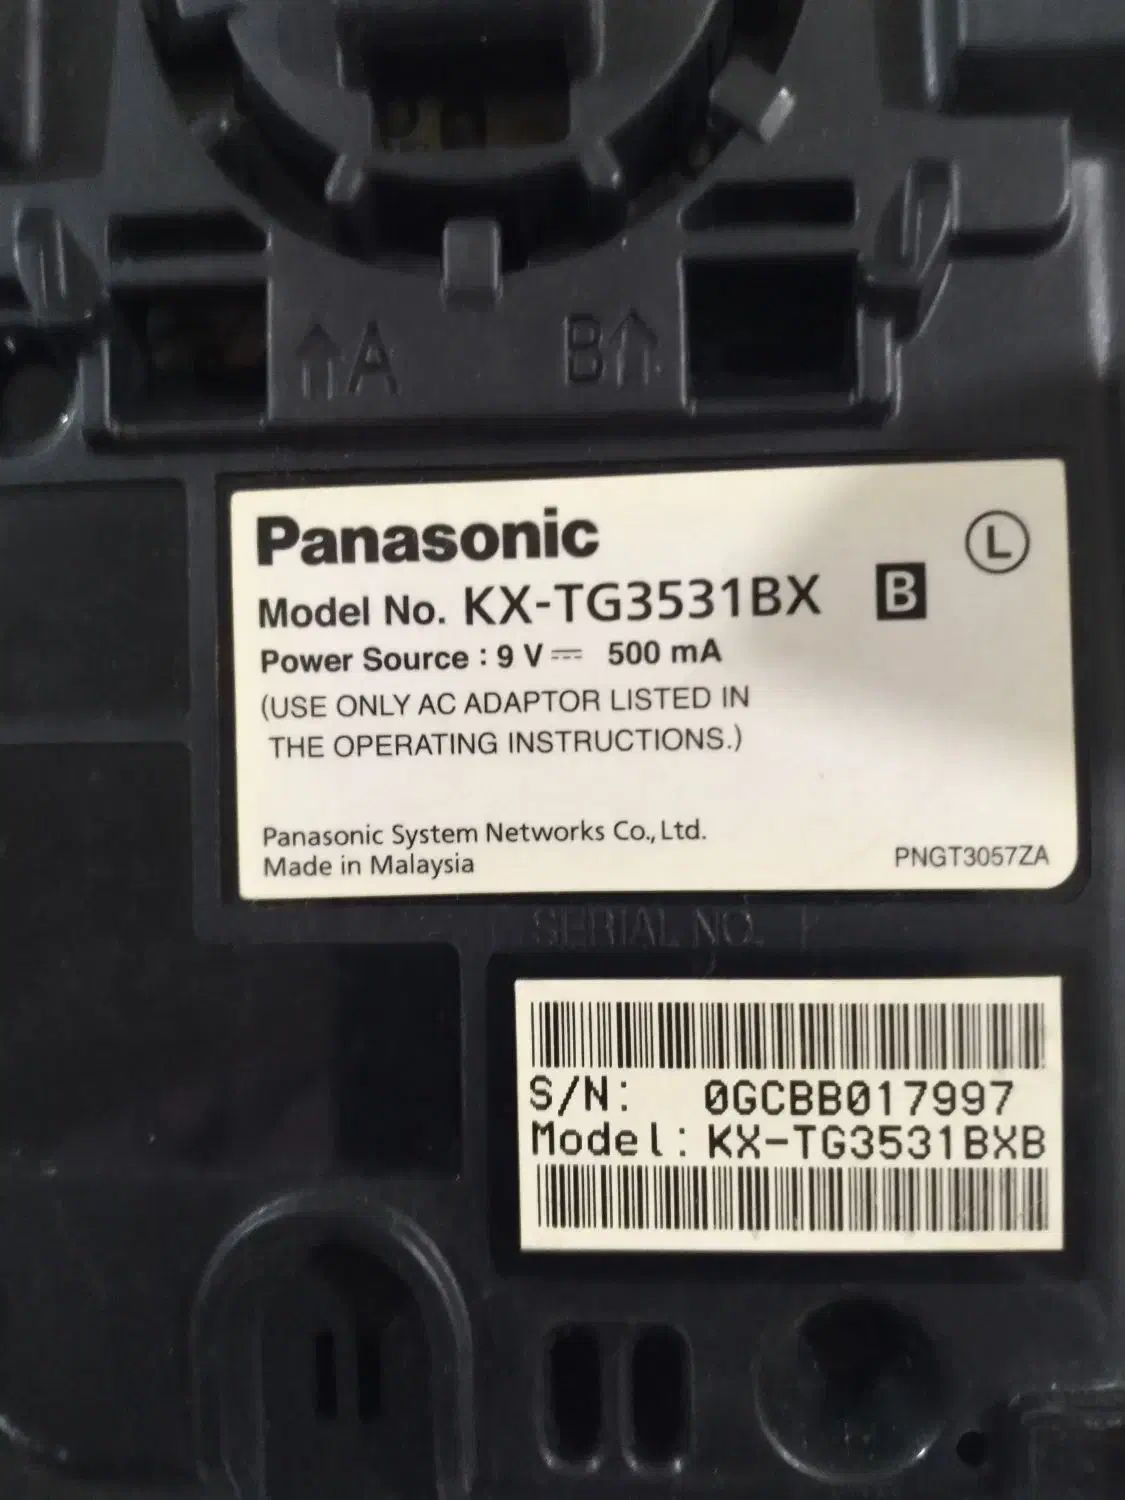 ↑A B↑
Panasonic
L
Model No. KX-TG3531BX B
Power Source : 9 V⎓ 500 mA
(USE ONLY AC ADAPTOR LISTED IN
THE OPERATING INSTRUCTIONS.)
Panasonic System Networks Co., Ltd.
Made in Malaysia
PNGT3057ZA
SERIAL NO.
S/N: 0GCBB017997
Model: KX-TG3531BXB